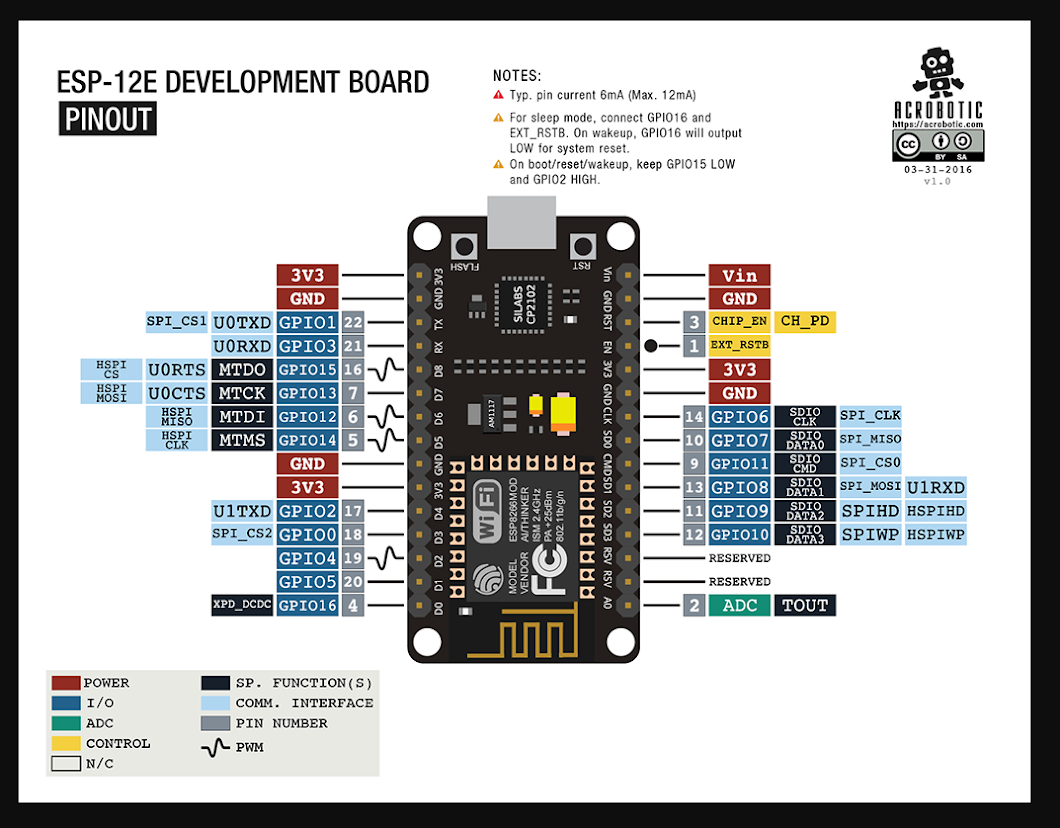 ESP-12E DEVELOPMENT BOARD
PINOUT
NOTES:
Typ. pin current 6mA (Max. 12mA)
For sleep mode, connect GPIO16 and
EXT_RSTB. On wakeup, GPIO16 will output
LOW for system reset.
On boot/reset/wakeup, keep GPIO15 LOW
and GPIO2 HIGH.
ACROBOTIC
https://acrobotic.com
CC BY SA
03-31-2016
v1.0
FLASH
RST
SILABS
CP2102
AM1117
3V3
GND
SPI_CS1 U0TXD GPIO1 22
U0RXD GPIO3 21
HSPI CS U0RTS MTDO GPIO15 16
HSPI MOSI U0CTS MTCK GPIO13 7
HSPI MISO MTDI GPIO12 6
HSPI CLK MTMS GPIO14 5
GND
3V3
U1TXD GPIO2 17
SPI_CS2 GPIO0 18
GPIO4 19
GPIO5 20
XPD_DCDC GPIO16 4
3V3
GND
TX
RX
D8
D7
D6
D5
GND
3V3
D4
D3
D2
D1
D0
Vin
GND
RST
EN
3V3
GND
CLK
SD0
CMD
SD1
SD2
SD3
RSV
RSV
A0
Vin
GND
3 CHIP_EN CH_PD
1 EXT_RSTB
3V3
GND
14 GPIO6 SDIO CLK SPI_CLK
10 GPIO7 SDIO DATA0 SPI_MISO
9 GPIO11 SDIO CMD SPI_CS0
13 GPIO8 SDIO DATA1 SPI_MOSI U1RXD
11 GPIO9 SDIO DATA2 SPIHD HSPIHD
12 GPIO10 SDIO DATA3 SPIWP HSPIWP
RESERVED
RESERVED
2 ADC TOUT
WiFi
FC
MODEL
VENDOR
ESP8266MOD
AI/THINKER
ISM 2.4GHz
PA +25dBm
802.11b/g/n
POWER
I/O
ADC
CONTROL
N/C
SP. FUNCTION(S)
COMM. INTERFACE
PIN NUMBER
PWM